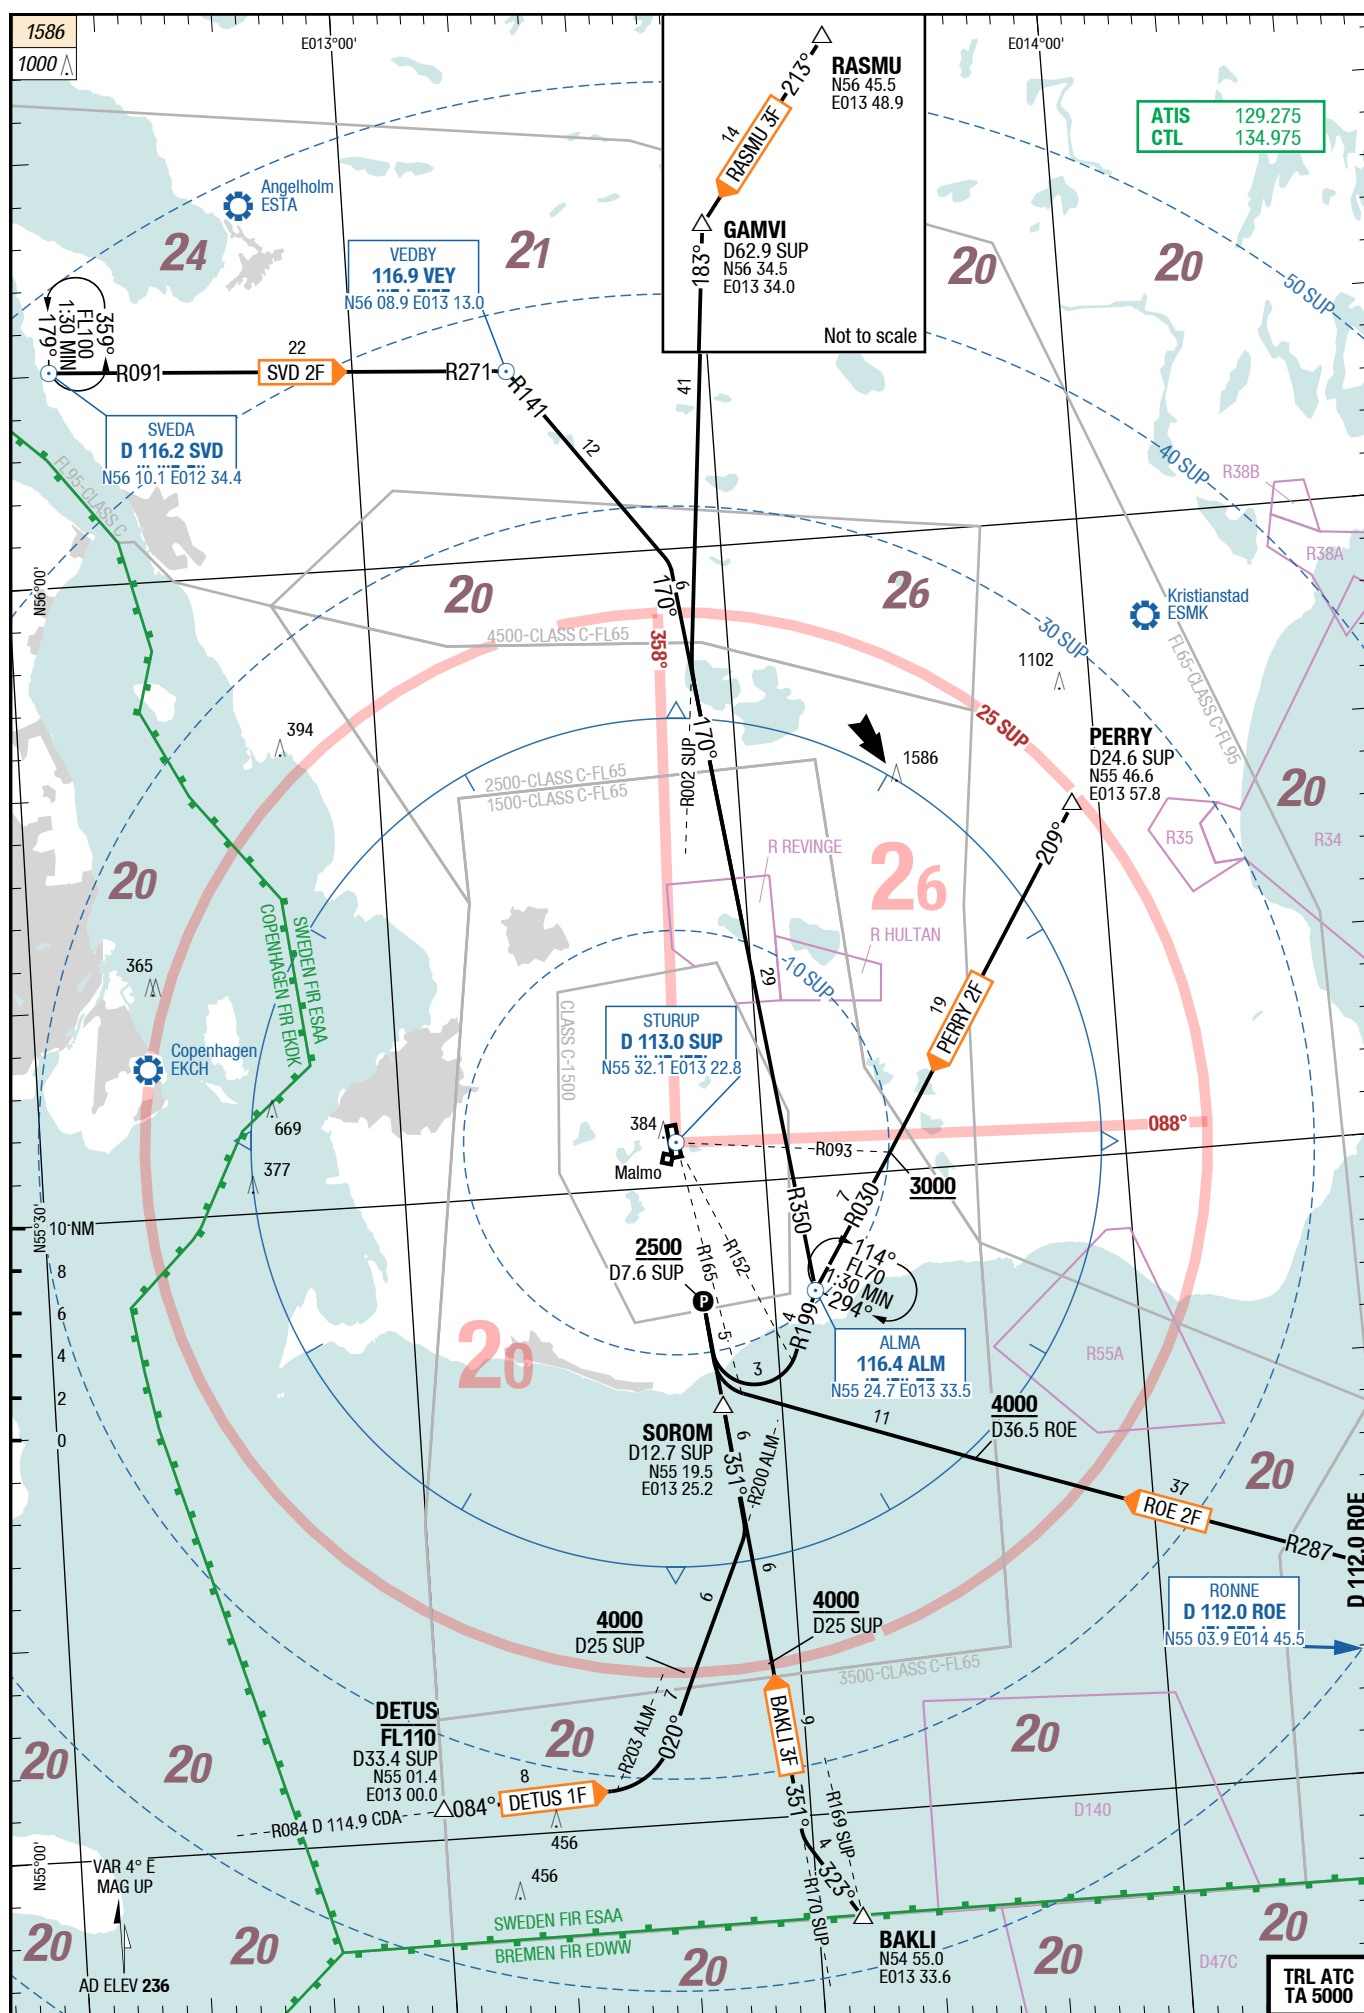 1586
1000
E013°00'
E014°00'
RASMU
N56 45.5
E013 48.9
213°
RASMU 3F
14
GAMVI
D62.9 SUP
N56 34.5
E013 34.0
183°
Not to scale
ATIS 129.275
CTL 134.975
Angelholm
ESTA
24
21
20
20
50 SUP
VEDBY
116.9 VEY
N56 08.9 E013 13.0
359°
FL100
1:30 MIN
179°
R091
22
SVD 2F
R271
R141
12
41
SVEDA
D 116.2 SVD
N56 10.1 E012 34.4
FL95-CLASS C
40 SUP
R38B
R38A
N56°00'
20
26
6
170°
4500-CLASS C-FL65
358°
30 SUP
Kristianstad
ESMK
FL65-CLASS C-FL95
1102
394
170°
R002 SUP
25 SUP
1586
PERRY
D24.6 SUP
N55 46.6
E013 57.8
2500-CLASS C-FL65
1500-CLASS C-FL65
20
209°
R35
R34
R REVINGE
26
20
R HULTAN
SWEDEN FIR ESAA
COPENHAGEN FIR EKDK
365
29
10 SUP
19
PERRY 2F
CLASS C-1500
STURUP
D 113.0 SUP
N55 32.1 E013 22.8
Copenhagen
EKCH
669
384
Malmo
088°
R093
377
3000
R350
7
R030
N55°30'
10 NM
8
6
4
2
0
2500
D7.6 SUP
P
R165
R152
114°
FL70
1:30 MIN
294°
4
R199
5
3
20
ALMA
116.4 ALM
N55 24.7 E013 33.5
R55A
11
4000
D36.5 ROE
SOROM
D12.7 SUP
N55 19.5
E013 25.2
6
351°
R200 ALM
20
37
ROE 2F
R287
D 112.0 ROE
RONNE
D 112.0 ROE
N55 03.9 E014 45.5
6
6
4000
D25 SUP
4000
D25 SUP
3500-CLASS C-FL65
DETUS
FL110
D33.4 SUP
N55 01.4
E013 00.0
20
7
020°
R203 ALM
BAKLI 3F
9
20
20
20
8
084°
DETUS 1F
R084 D 114.9 CDA
456
456
351°
4
323°
R169 SUP
R170 SUP
D140
N55°00'
VAR 4° E
MAG UP
20
20
SWEDEN FIR ESAA
BREMEN FIR EDWW
20
BAKLI
N54 55.0
E013 33.6
20
20
D47C
AD ELEV 236
TRL ATC
TA 5000